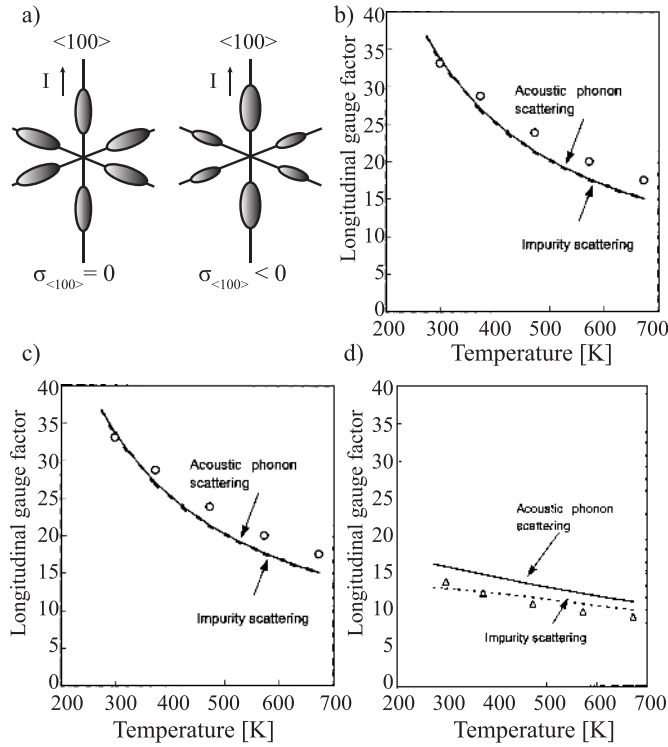 a)
<100>
<100>
I
I
σ<100> = 0
σ<100> < 0
b)
Longitudinal gauge factor
40
35
30
25
20
15
10
5
0
Acoustic phonon
scattering
Impurity scattering
200 300 400 500 600 700
Temperature [K]
c)
Longitudinal gauge factor
40
35
30
25
20
15
10
5
0
Acoustic phonon
scattering
Impurity scattering
200 300 400 500 600 700
Temperature [K]
d)
Longitudinal gauge factor
40
35
30
25
20
15
10
5
0
Acoustic phonon
scattering
Impurity scattering
200 300 400 500 600 700
Temperature [K]